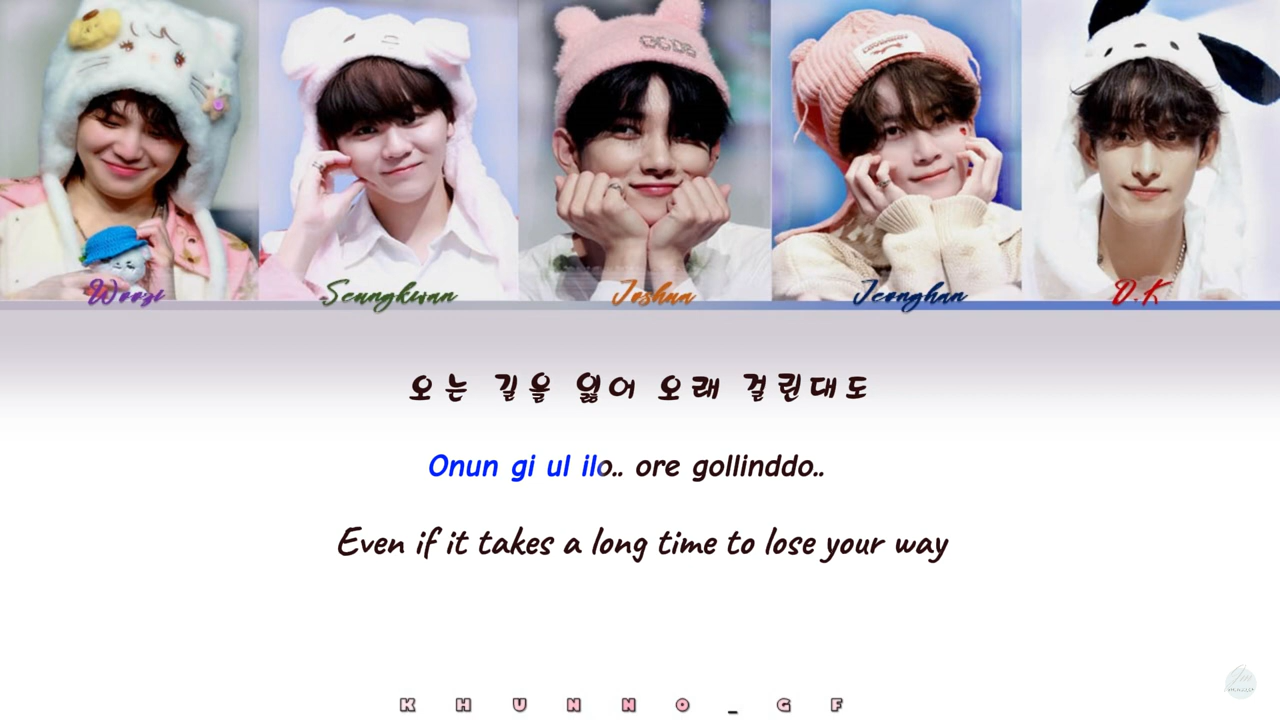 Woozi Seungkwan Joshua Jeonghan D.K
오는 길을 잃어 오래 걸린대도
Onun gi ul ilo.. ore gollinddo..
Even if it takes a long time to lose your way
KHUNNO_GF